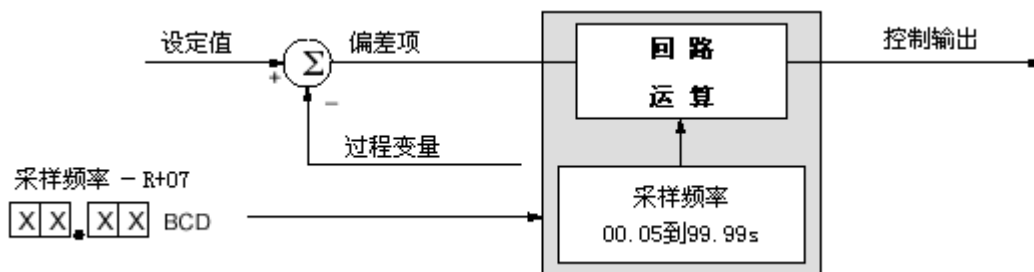 设定值
偏差项
回 路
运 算
控制输出
+
Σ
−
过程变量
采样频率 － R+07
X X . X X BCD
采样频率
00.05到99.99s